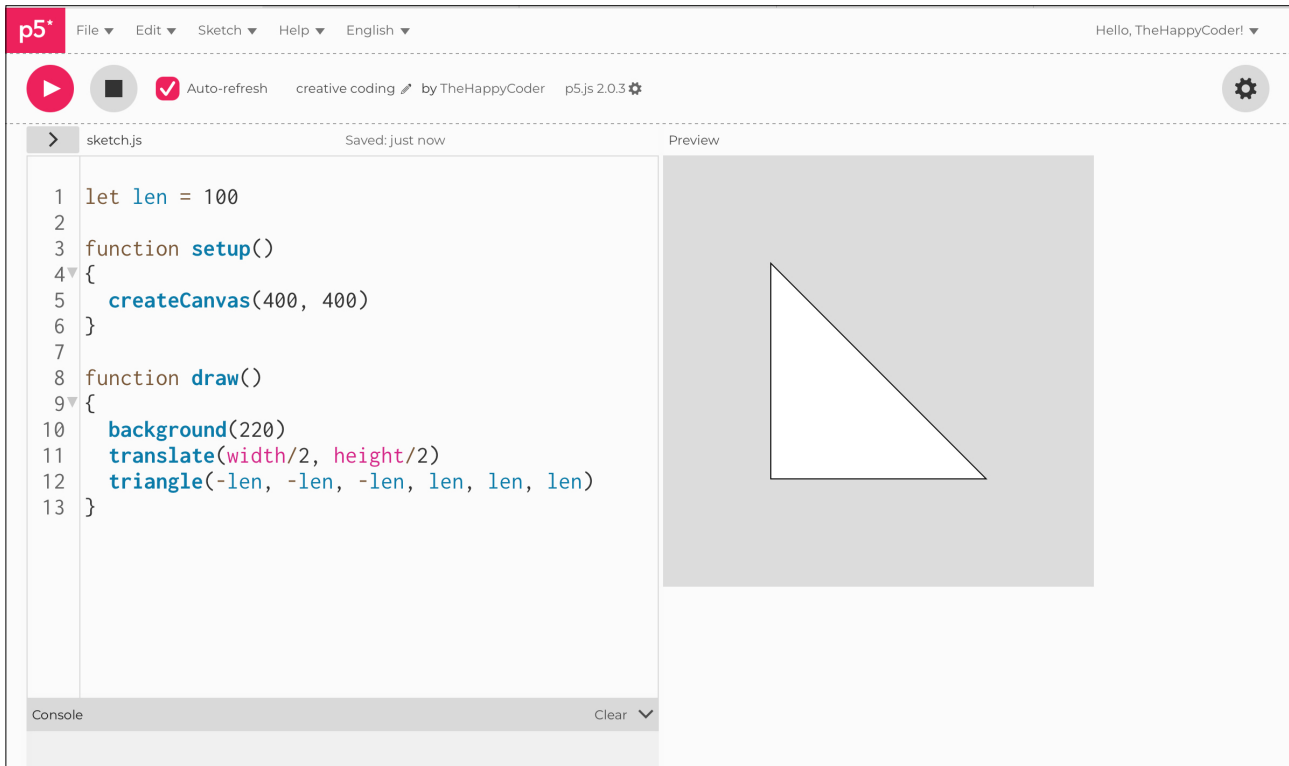 p5* File Edit Sketch Help English Hello, TheHappyCoder!
Auto-refresh creative coding by TheHappyCoder p5.js 2.0.3
sketch.js Saved: just now Preview
1 let len = 100
2
3 function setup()
4 {
5   createCanvas(400, 400)
6 }
7
8 function draw()
9 {
10   background(220)
11   translate(width/2, height/2)
12   triangle(-len, -len, -len, len, len, len)
13 }
Console Clear